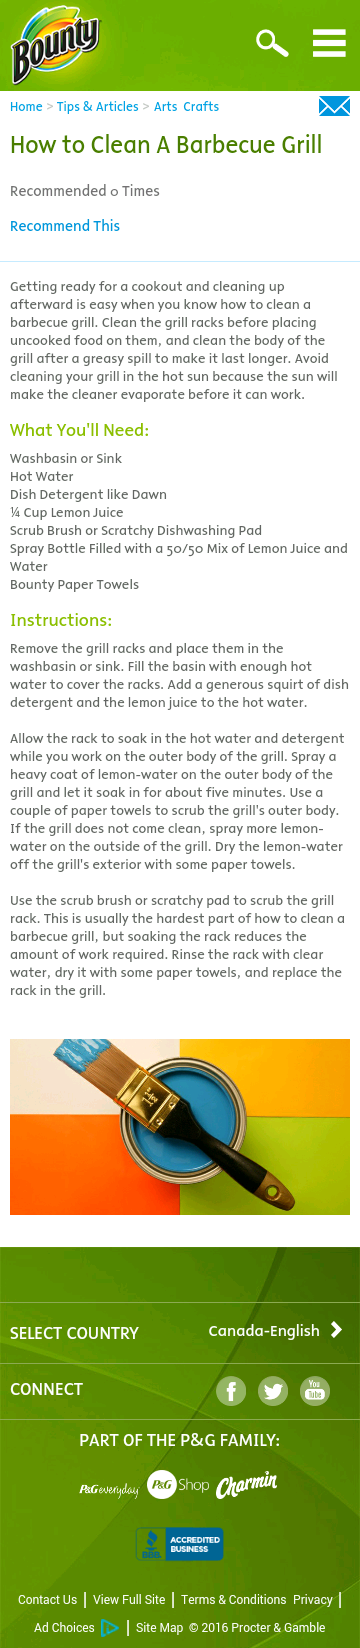 Bounty
Home > Tips & Articles > Arts Crafts
How to Clean A Barbecue Grill
Recommended 0 Times
Recommend This
Getting ready for a cookout and cleaning up
afterward is easy when you know how to clean a
barbecue grill. Clean the grill racks before placing
uncooked food on them, and clean the body of the
grill after a greasy spill to make it last longer. Avoid
cleaning your grill in the hot sun because the sun will
make the cleaner evaporate before it can work.
What You'll Need:
Washbasin or Sink
Hot Water
Dish Detergent like Dawn
¼ Cup Lemon Juice
Scrub Brush or Scratchy Dishwashing Pad
Spray Bottle Filled with a 50/50 Mix of Lemon Juice and
Water
Bounty Paper Towels
Instructions:
Remove the grill racks and place them in the
washbasin or sink. Fill the basin with enough hot
water to cover the racks. Add a generous squirt of dish
detergent and the lemon juice to the hot water.
Allow the rack to soak in the hot water and detergent
while you work on the outer body of the grill. Spray a
heavy coat of lemon-water on the outer body of the
grill and let it soak in for about five minutes. Use a
couple of paper towels to scrub the grill's outer body.
If the grill does not come clean, spray more lemon-
water on the outside of the grill. Dry the lemon-water
off the grill's exterior with some paper towels.
Use the scrub brush or scratchy pad to scrub the grill
rack. This is usually the hardest part of how to clean a
barbecue grill, but soaking the rack reduces the
amount of work required. Rinse the rack with clear
water, dry it with some paper towels, and replace the
rack in the grill.
SELECT COUNTRY Canada-English
CONNECT f You Tube
PART OF THE P&G FAMILY:
P&G everyday P&G Shop Charmin
BBB. ACCREDITED BUSINESS
Contact Us | View Full Site | Terms & Conditions Privacy |
Ad Choices | Site Map © 2016 Procter & Gamble